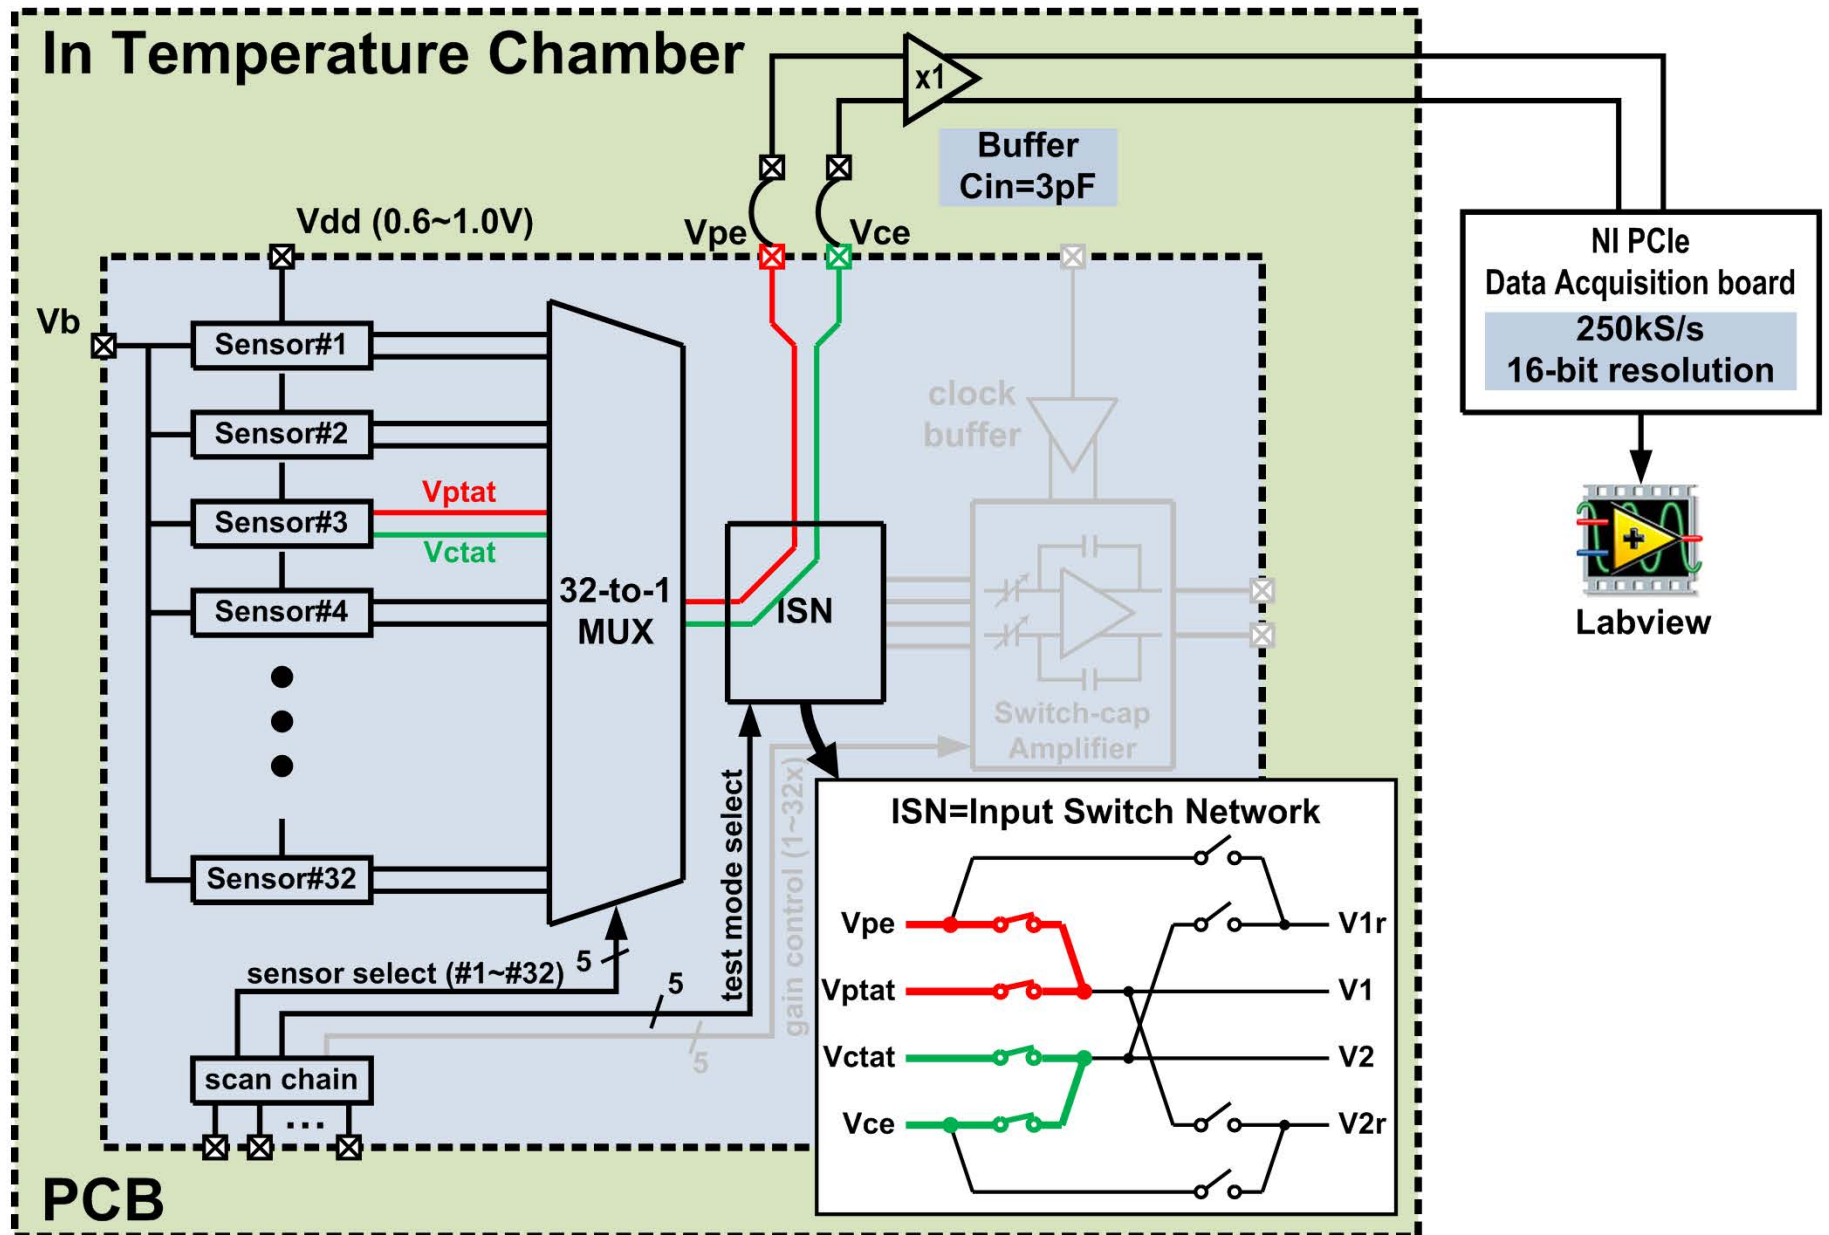 In Temperature Chamber
x1
Buffer
Cin=3pF
Vdd (0.6~1.0V)
Vpe
Vce
NI PCIe
Data Acquisition board
250kS/s
16-bit resolution
Vb
Sensor#1
Sensor#2
Vptat
Sensor#3
Vctat
Sensor#4
32-to-1
MUX
ISN
clock
buffer
Labview
Switch-cap
Amplifier
Sensor#32
test mode select
gain control (1~32x)
sensor select (#1~#32)
5
5
5
scan chain
...
ISN=Input Switch Network
Vpe
V1r
Vptat
V1
Vctat
V2
Vce
V2r
PCB